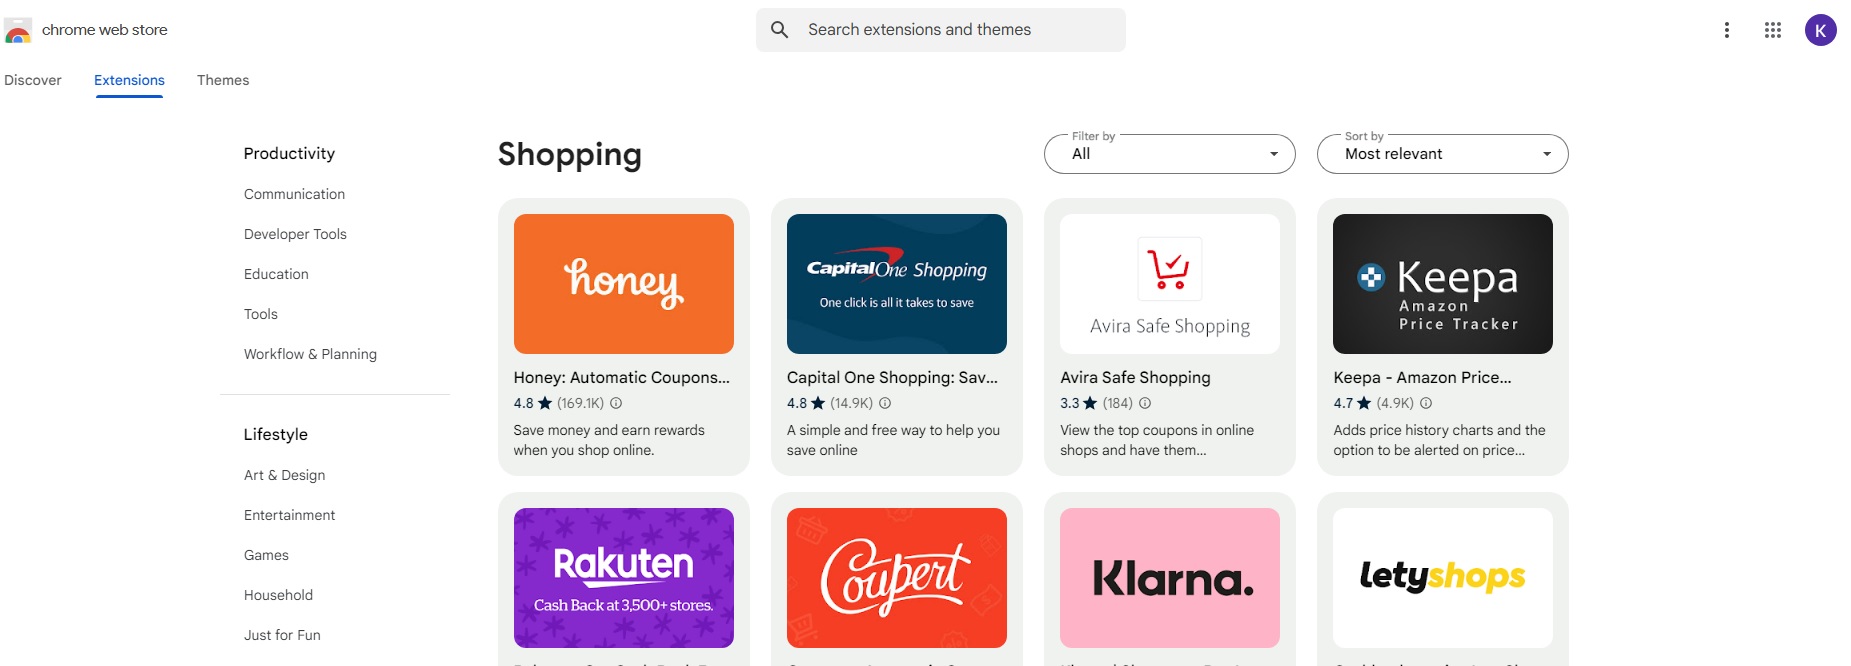 chrome web store
Search extensions and themes
K
Discover
Extensions
Themes
Productivity
Communication
Developer Tools
Education
Tools
Workflow & Planning
Lifestyle
Art & Design
Entertainment
Games
Household
Just for Fun
Shopping
Filter by
All
Sort by
Most relevant
honey
Honey: Automatic Coupons...
4.8 ★ (169.1K)
Save money and earn rewards
when you shop online.
CapitalOne Shopping
One click is all it takes to save
Capital One Shopping: Sav...
4.8 ★ (14.9K)
A simple and free way to help you
save online
Avira Safe Shopping
Avira Safe Shopping
3.3 ★ (184)
View the top coupons in online
shops and have them...
Keepa
Amazon
Price Tracker
Keepa - Amazon Price...
4.7 ★ (4.9K)
Adds price history charts and the
option to be alerted on price...
Rakuten
Cash Back at 3,500+ stores.
Coupert
Klarna.
letyshops